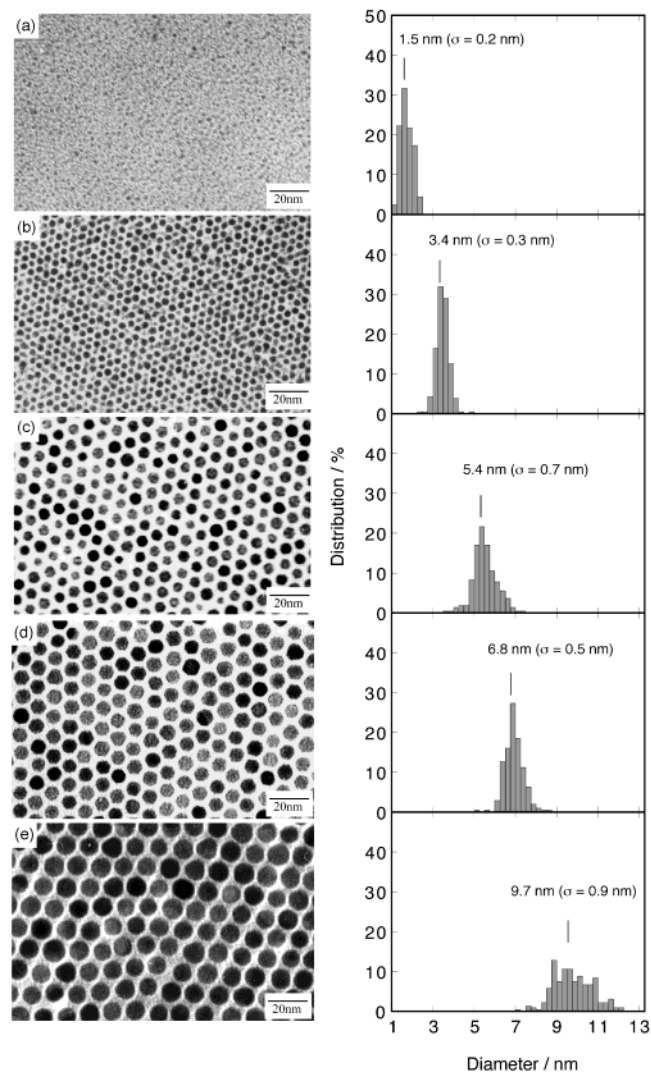 (a)
20nm
(b)
20nm
(c)
20nm
(d)
20nm
(e)
20nm
Distribution / %
50
40
30
20
10
0
1.5 nm (σ = 0.2 nm)
40
30
20
10
0
3.4 nm (σ = 0.3 nm)
40
30
20
10
0
5.4 nm (σ = 0.7 nm)
40
30
20
10
0
6.8 nm (σ = 0.5 nm)
40
30
20
10
0
9.7 nm (σ = 0.9 nm)
1 3 5 7 9 11 13
Diameter / nm